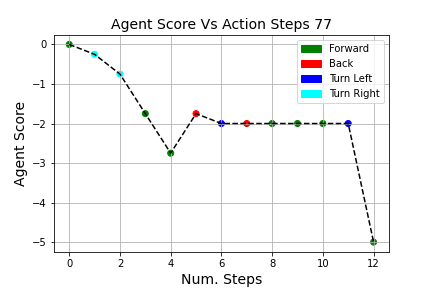 Agent Score Vs Action Steps 77
Forward
Back
Turn Left
Turn Right
Agent Score
0
−1
−2
−3
−4
−5
0 2 4 6 8 10 12
Num. Steps